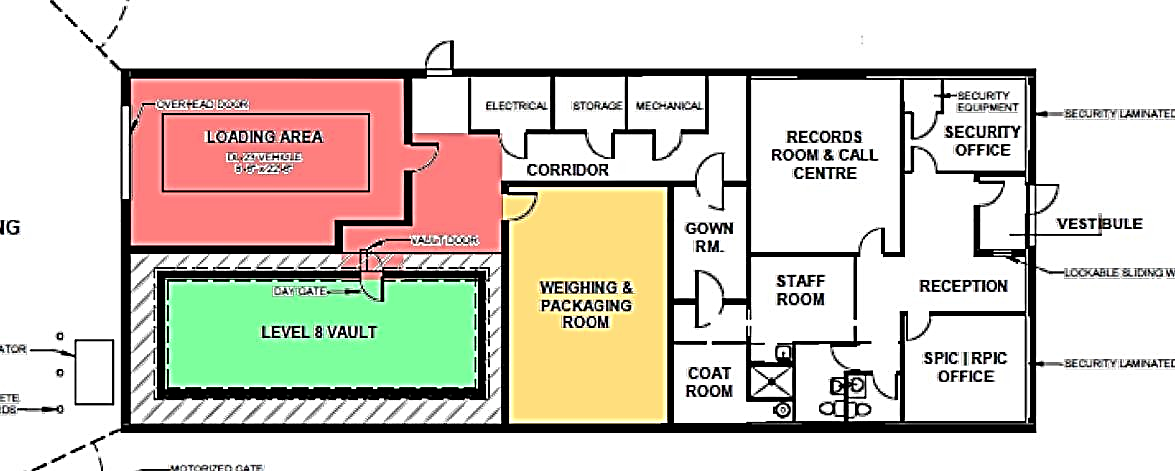 OVERHEAD DOOR
LOADING AREA
ELECTRICAL
STORAGE
MECHANICAL
CORRIDOR
RECORDS
ROOM & CALL
CENTRE
SECURITY
EQUIPMENT
SECURITY
OFFICE
SECURITY LAMINATED
NG
VAULT DOOR
DAY GATE
LEVEL 8 VAULT
WEIGHING &
PACKAGING
ROOM
GOWN
RM.
STAFF
ROOM
VESTIBULE
LOCKABLE SLIDING W
RECEPTION
ATOR
COAT
ROOM
SPIC | RPIC
OFFICE
SECURITY LAMINATED
ETE
RDS
MOTORIZED GATE